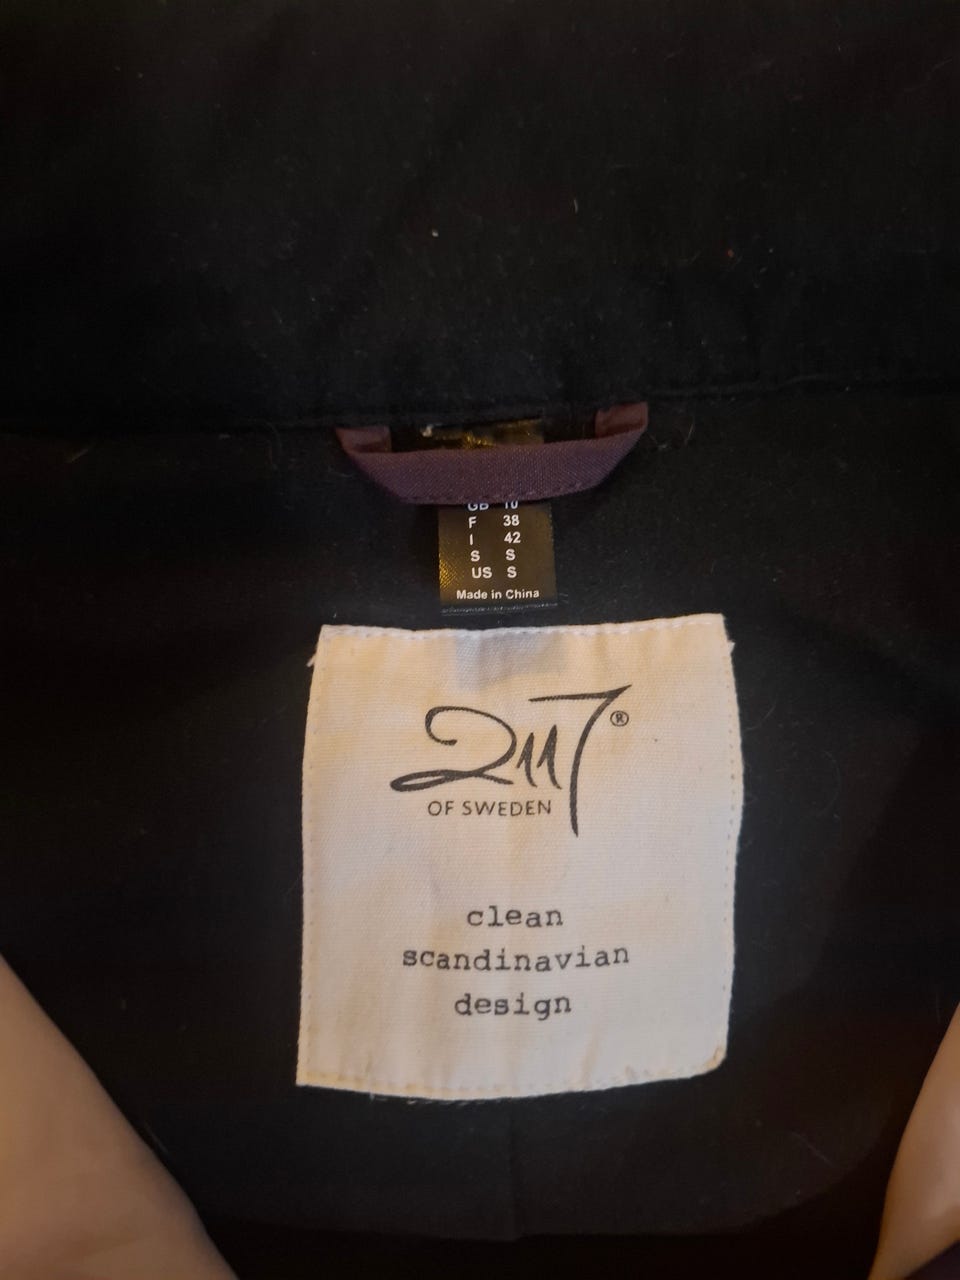 GB 10
F 38
I 42
S S
US S
Made in China
2117®
OF SWEDEN
clean
scandinavian
design